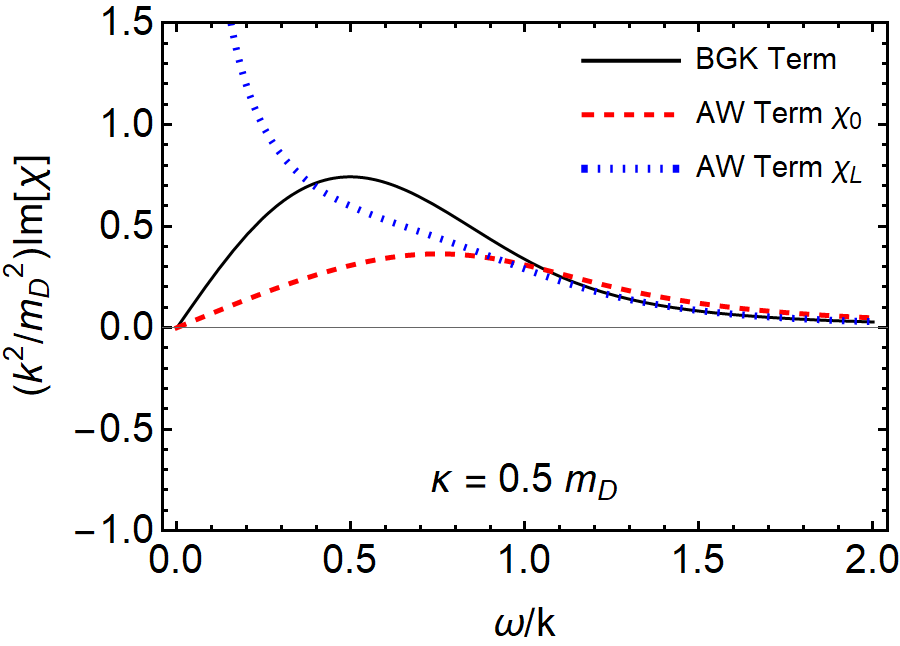 1.5
1.0
0.5
0.0
−0.5
−1.0
(k²/m_D²)Im[χ]
BGK Term
AW Term χ₀
AW Term χ_L
κ = 0.5 m_D
0.0 0.5 1.0 1.5 2.0
ω/k